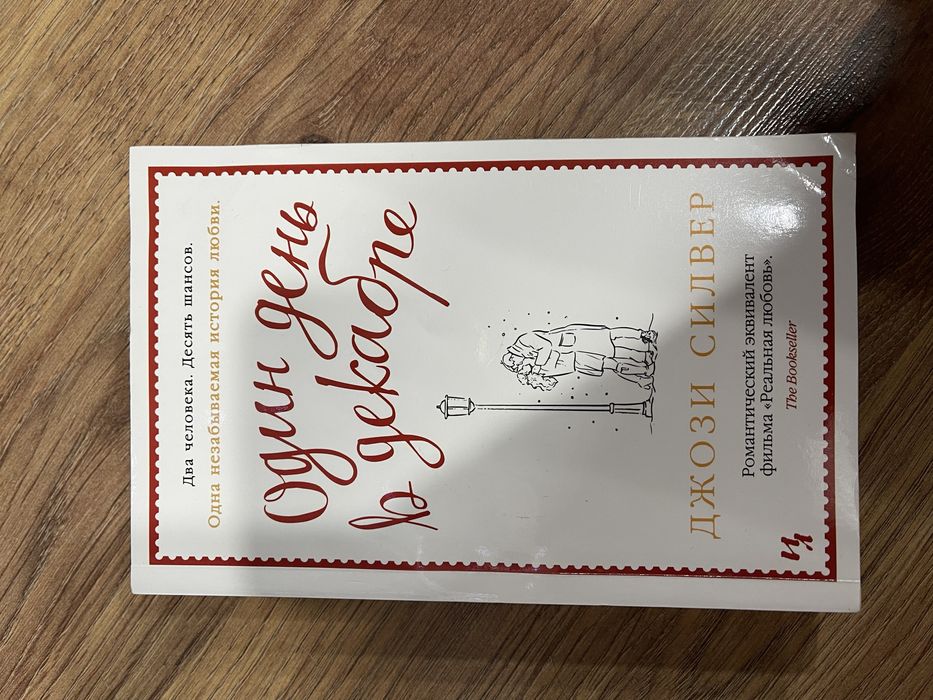 Два человека. Десять шансов.
Одна незабываемая история любви.
Один день
в декабре
ДЖОЗИ СИЛВЕР
Романтический эквивалент
фильма «Реальная любовь».
The Bookseller